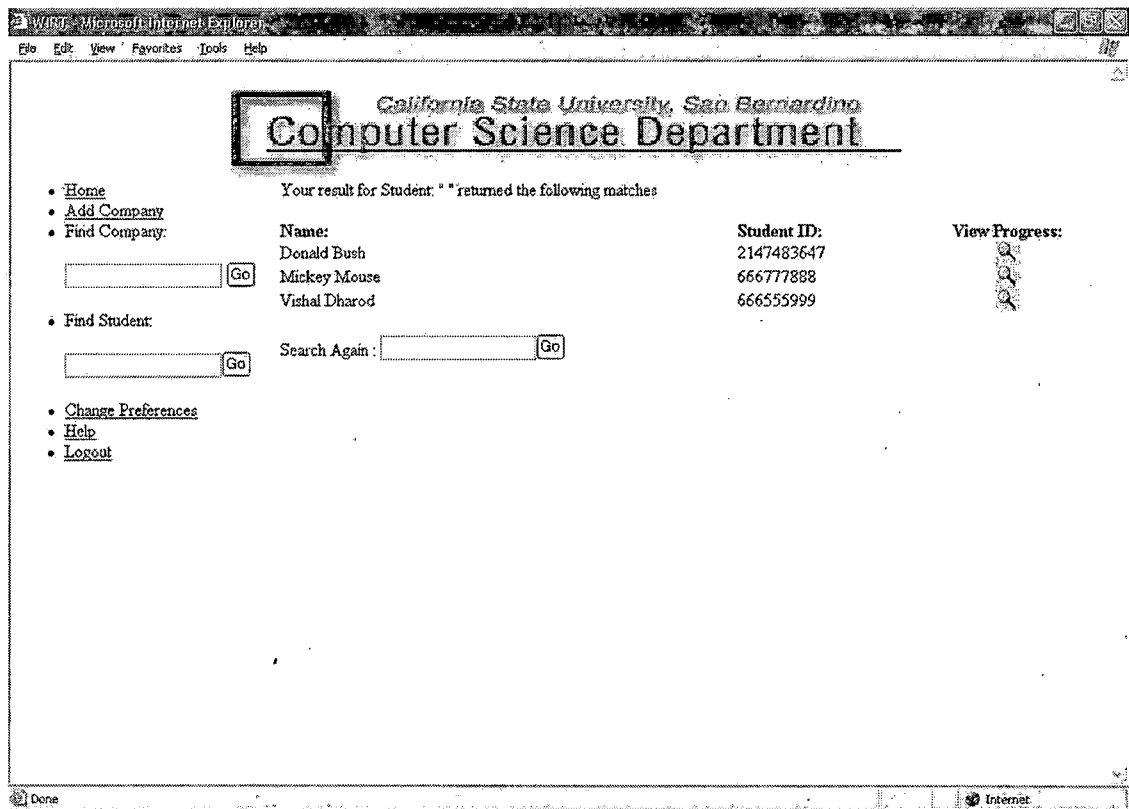 WIRT - Microsoft Internet Explorer
File Edit View Favorites Tools Help
California State University, San Bernardino
Computer Science Department
Home
Add Company
Find Company:
Go
Find Student:
Go
Change Preferences
Help
Logout
Your result for Student: " " returned the following matches
Name: Student ID: View Progress:
Donald Bush 2147483647
Mickey Mouse 666777888
Vishal Dharod 666555999
Search Again : Go
Done Internet